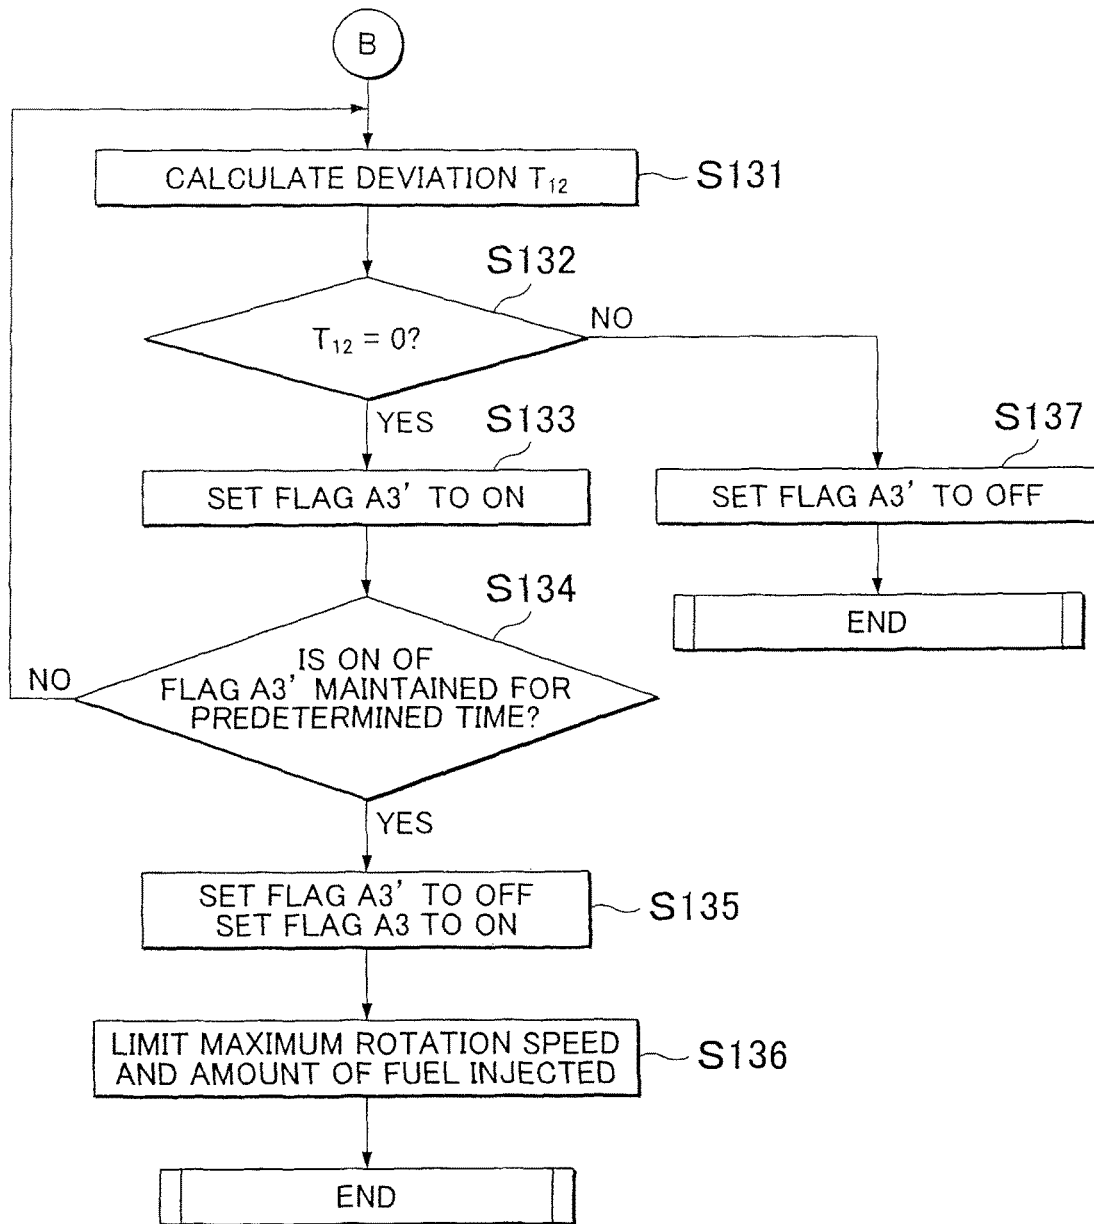 B
CALCULATE DEVIATION T₁₂
S131
S132
T₁₂ = 0?
NO
YES
S133
SET FLAG A3' TO ON
S137
SET FLAG A3' TO OFF
END
S134
IS ON OF
FLAG A3' MAINTAINED FOR
PREDETERMINED TIME?
NO
YES
SET FLAG A3' TO OFF
SET FLAG A3 TO ON
S135
LIMIT MAXIMUM ROTATION SPEED
AND AMOUNT OF FUEL INJECTED
S136
END